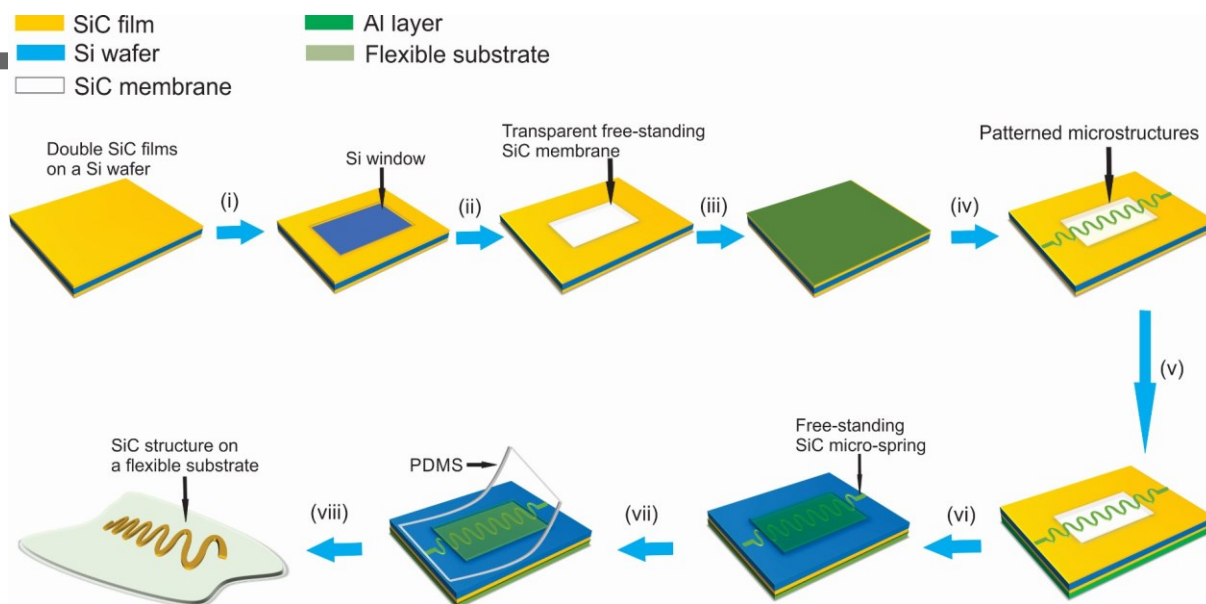 SiC film
Al layer
Si wafer
Flexible substrate
SiC membrane
Double SiC films
on a Si wafer
(i)
Si window
(ii)
Transparent free-standing
SiC membrane
(iii)
(iv)
Patterned microstructures
(v)
SiC structure on
a flexible substrate
(viii)
PDMS
(vii)
Free-standing
SiC micro-spring
(vi)